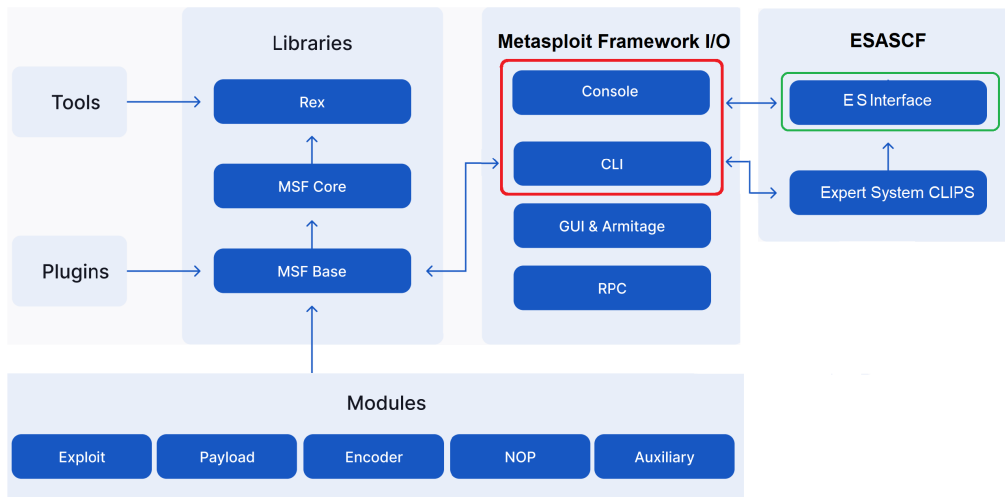 Libraries
Metasploit Framework I/O
ESASCF
Tools
Rex
Console
E S Interface
MSF Core
CLI
Expert System CLIPS
GUI & Armitage
Plugins
MSF Base
RPC
Modules
Exploit
Payload
Encoder
NOP
Auxiliary